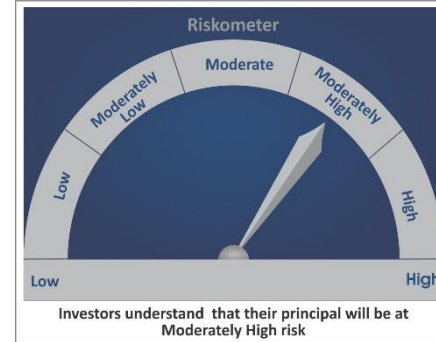 Riskometer
Low
Moderately
Low
Moderate
Moderately
High
High
Low
High
Investors understand that their principal will be at
Moderately High risk